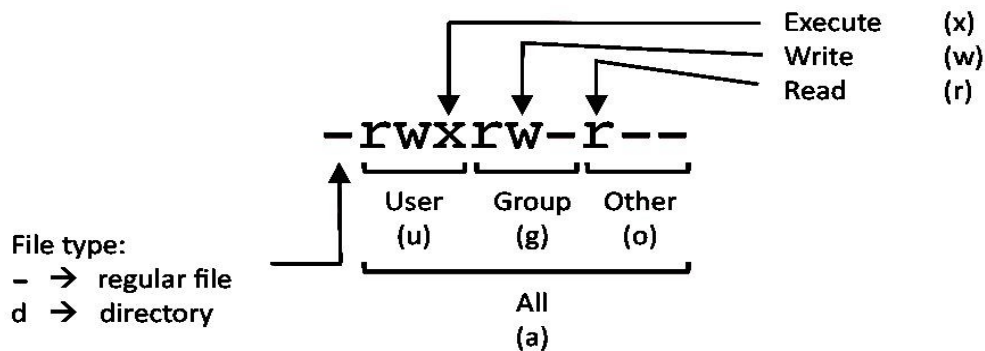 Execute (x)
Write (w)
Read (r)
-rwxrw-r--
User Group Other
(u) (g) (o)
File type:
- → regular file
d → directory
All
(a)